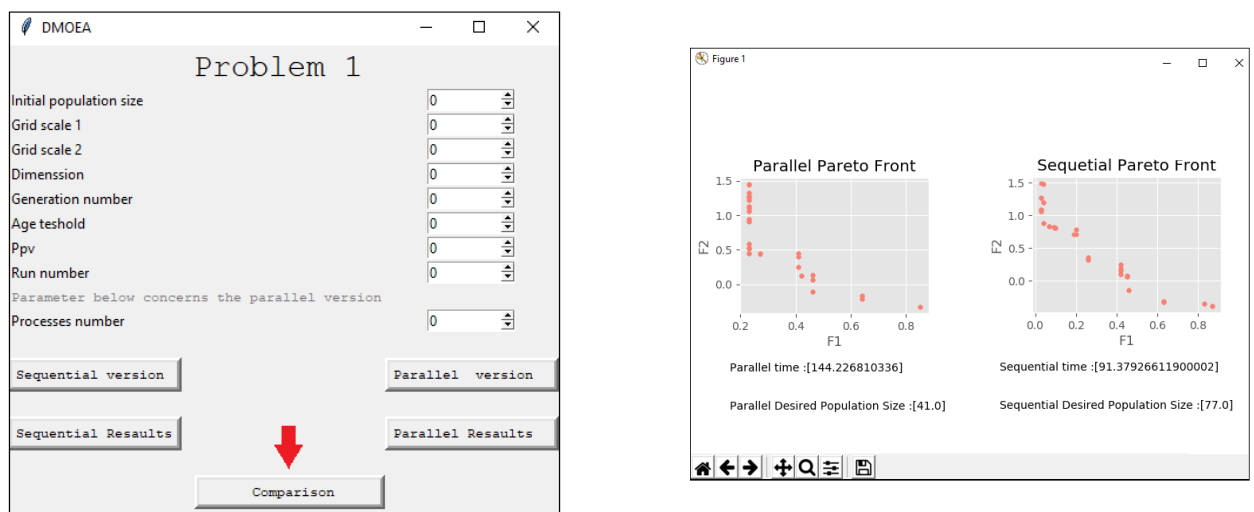 DMOEA
Problem 1
Initial population size 0
Grid scale 1 0
Grid scale 2 0
Dimenssion 0
Generation number 0
Age teshold 0
Ppv 0
Run number 0
Parameter below concerns the parallel version
Processes number 0
Sequential version
Parallel version
Sequential Resaults
Parallel Resaults
Comparison
Figure 1
Parallel Pareto Front
1.5
1.0
0.5
0.0
F2
0.2 0.4 0.6 0.8
F1
Sequetial Pareto Front
1.5
1.0
0.5
0.0
F2
0.0 0.2 0.4 0.6 0.8
F1
Parallel time :[144.226810336]
Sequential time :[91.37926611900002]
Parallel Desired Population Size :[41.0]
Sequential Desired Population Size :[77.0]